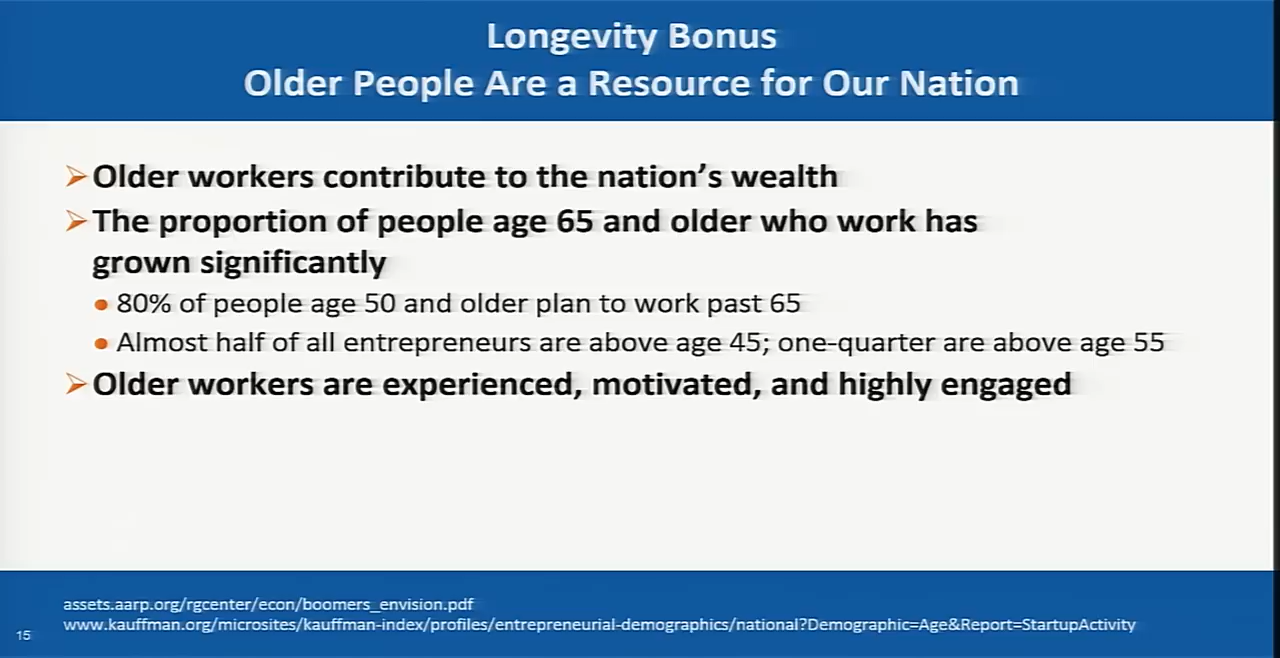 Longevity Bonus
Older People Are a Resource for Our Nation
➢Older workers contribute to the nation’s wealth
➢The proportion of people age 65 and older who work has
grown significantly
• 80% of people age 50 and older plan to work past 65
• Almost half of all entrepreneurs are above age 45; one-quarter are above age 55
➢Older workers are experienced, motivated, and highly engaged
assets.aarp.org/rgcenter/econ/boomers_envision.pdf
www.kauffman.org/microsites/kauffman-index/profiles/entrepreneurial-demographics/national?Demographic=Age&Report=StartupActivity
15